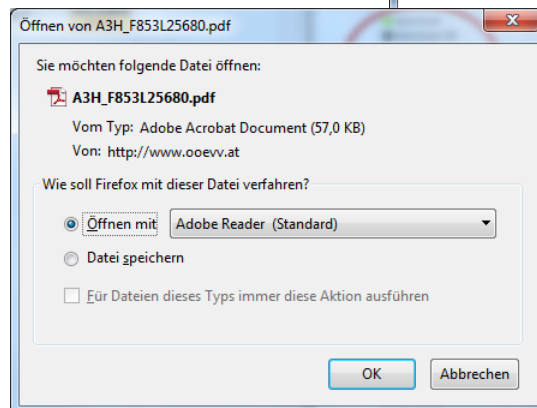 Öffnen von A3H_F853L25680.pdf
Sie möchten folgende Datei öffnen:
A3H_F853L25680.pdf
Vom Typ: Adobe Acrobat Document (57,0 KB)
Von: http://www.ooevv.at
Wie soll Firefox mit dieser Datei verfahren?
Öffnen mit Adobe Reader (Standard)
Datei speichern
Für Dateien dieses Typs immer diese Aktion ausführen
OK Abbrechen